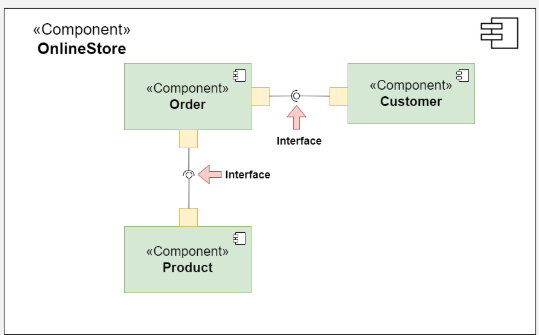 «Component»
OnlineStore
«Component»
Order
«Component»
Customer
Interface
Interface
«Component»
Product